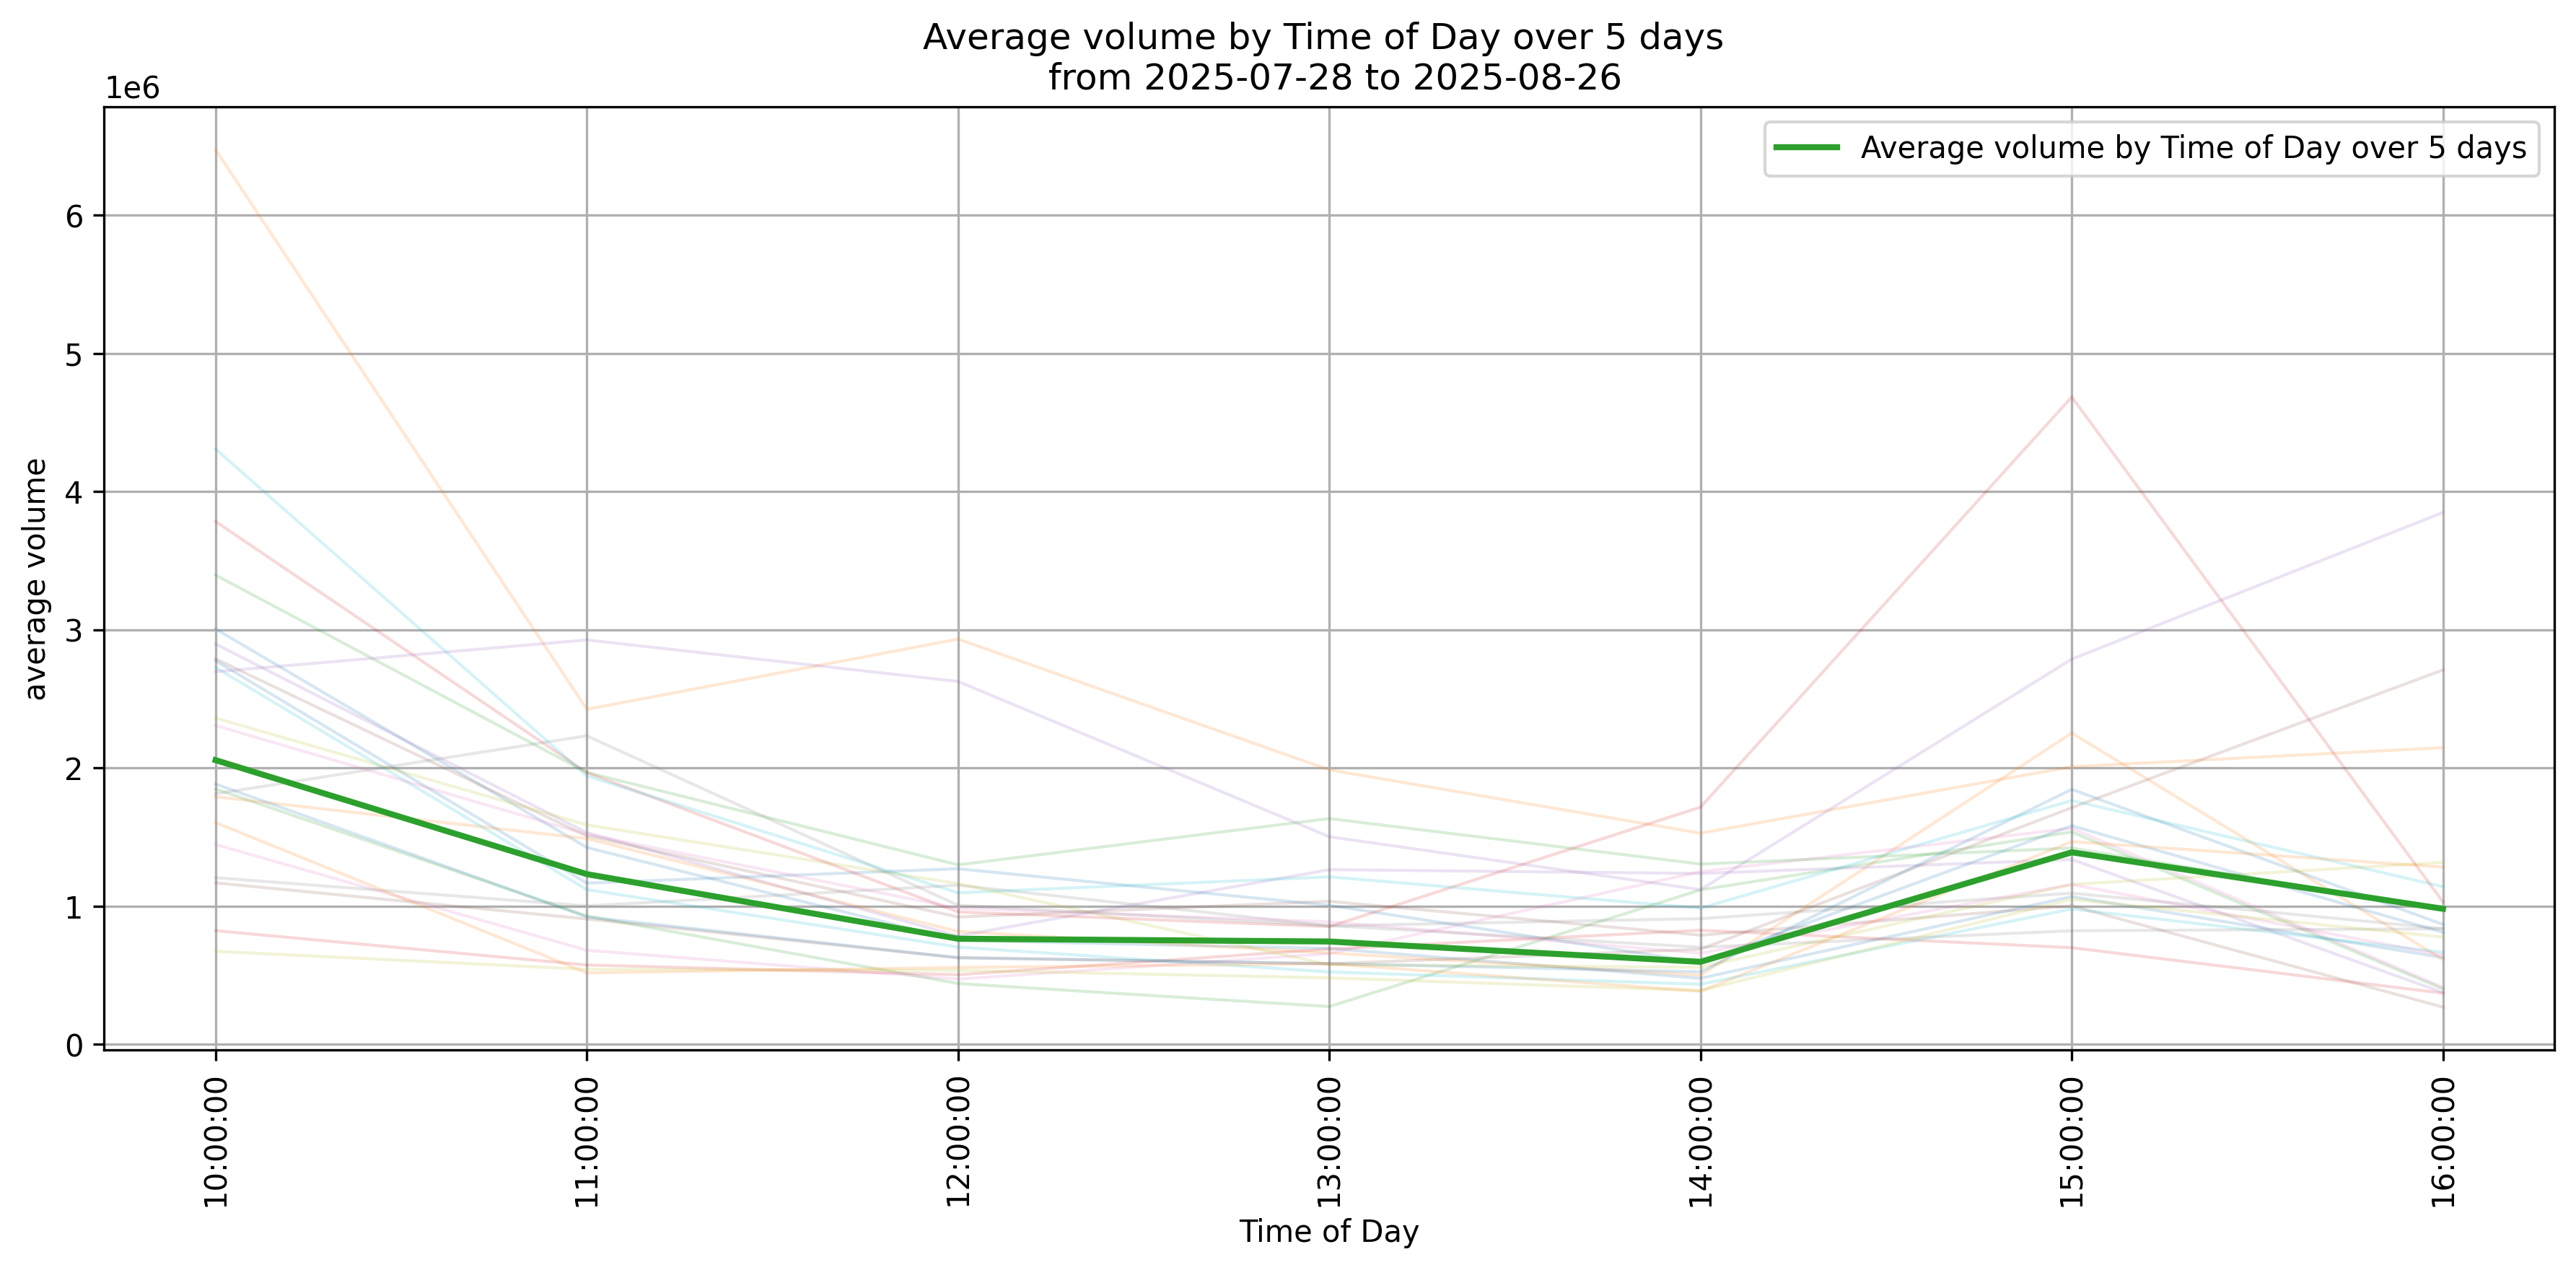 Average volume by Time of Day over 5 days
from 2025-07-28 to 2025-08-26
1e6
Average volume by Time of Day over 5 days
6
5
4
3
2
1
0
average volume
10:00:00
11:00:00
12:00:00
13:00:00
14:00:00
15:00:00
16:00:00
Time of Day